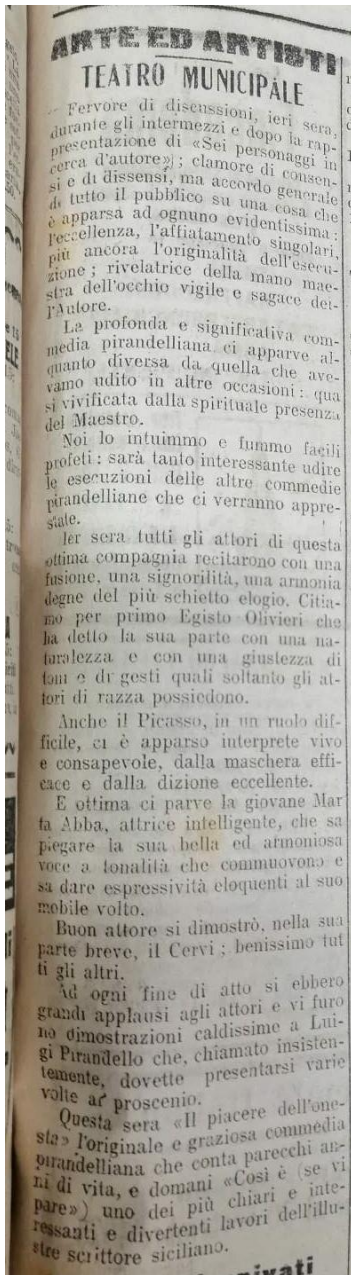 ARTE ED ARTISTI
TEATRO MUNICIPALE
Fervore di discussioni, ieri sera,
durante gli intermezzi e dopo la rap-
presentazione di «Sei personaggi in
cerca d'autore»; clamore di consen-
si e di dissensi, ma accordo generale
di tutto il pubblico su una cosa che
è apparsa ad ognuno evidentissima:
l'eccellenza, l'affiatamento singolari,
più ancora l'originalità dell'esecu-
zione; rivelatrice della mano mae-
stra dell'occhio vigile e sagace del-
l'Autore.
La profonda e significativa com-
media pirandelliana ci apparve al-
quanto diversa da quella che ave-
vamo udito in altre occasioni: qua
si vivificata dalla spirituale presenza
del Maestro.
Noi lo intuimmo e fummo facili
profeti: sarà tanto interessante udire
le esecuzioni delle altre commedie
pirandelliane che ci verranno appre-
state.
Ier sera tutti gli attori di questa
ottima compagnia recitarono con una
fusione, una signorilità, una armonia
degne del più schietto elogio. Citia-
mo per primo Egisto Olivieri che
ha detto la sua parte con una na-
turalezza e con una giustezza di
toni e di gesti quali soltanto gli at-
tori di razza possiedono.
Anche il Picasso, in un ruolo dif-
ficile, ci è apparso interprete vivo
e consapevole, dalla maschera effi-
cace e dalla dizione eccellente.
E ottima ci parve la giovane Mar
ta Abba, attrice intelligente, che sa
piegare la sua bella ed armoniosa
voce a tonalità che commuovono e
sa dare espressività eloquenti al suo
mobile volto.
Buon attore si dimostrò, nella sua
parte breve, il Cervi; benissimo tut
ti gli altri.
Ad ogni fine di atto si ebbero
grandi applausi agli attori e vi furo
no dimostrazioni caldissime a Lui-
gi Pirandello che, chiamato insisten-
temente, dovette presentarsi varie
volte al proscenio.
Questa sera «Il piacere dell'one-
stà» l'originale e graziosa commedia
pirandelliana che conta parecchi an-
ni di vita, e domani «Così è (se vi
pare») uno dei più chiari e inte-
ressanti e divertenti lavori dell'illu-
stre scrittore siciliano.